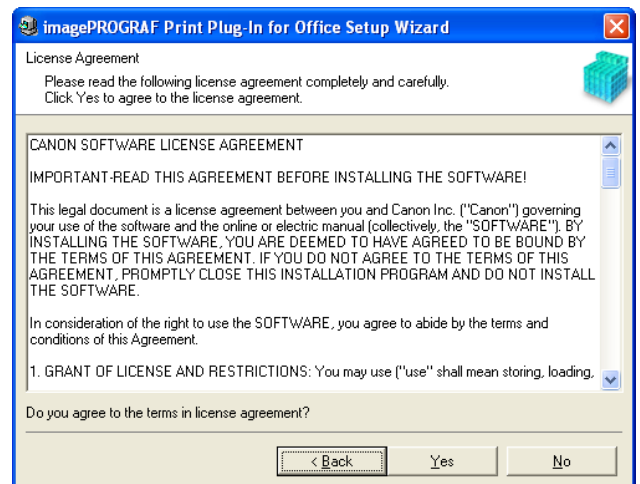 imagePROGRAF Print Plug-In for Office Setup Wizard
License Agreement
Please read the following license agreement completely and carefully.
Click Yes to agree to the license agreement.
CANON SOFTWARE LICENSE AGREEMENT
IMPORTANT-READ THIS AGREEMENT BEFORE INSTALLING THE SOFTWARE!
This legal document is a license agreement between you and Canon Inc. ("Canon") governing
your use of the software and the online or electric manual (collectively, the "SOFTWARE"). BY
INSTALLING THE SOFTWARE, YOU ARE DEEMED TO HAVE AGREED TO BE BOUND BY
THE TERMS OF THIS AGREEMENT. IF YOU DO NOT AGREE TO THE TERMS OF THIS
AGREEMENT, PROMPTLY CLOSE THIS INSTALLATION PROGRAM AND DO NOT INSTALL
THE SOFTWARE.
In consideration of the right to use the SOFTWARE, you agree to abide by the terms and
conditions of this Agreement.
1. GRANT OF LICENSE AND RESTRICTIONS: You may use ("use" shall mean storing, loading,
Do you agree to the terms in license agreement?
< Back Yes No